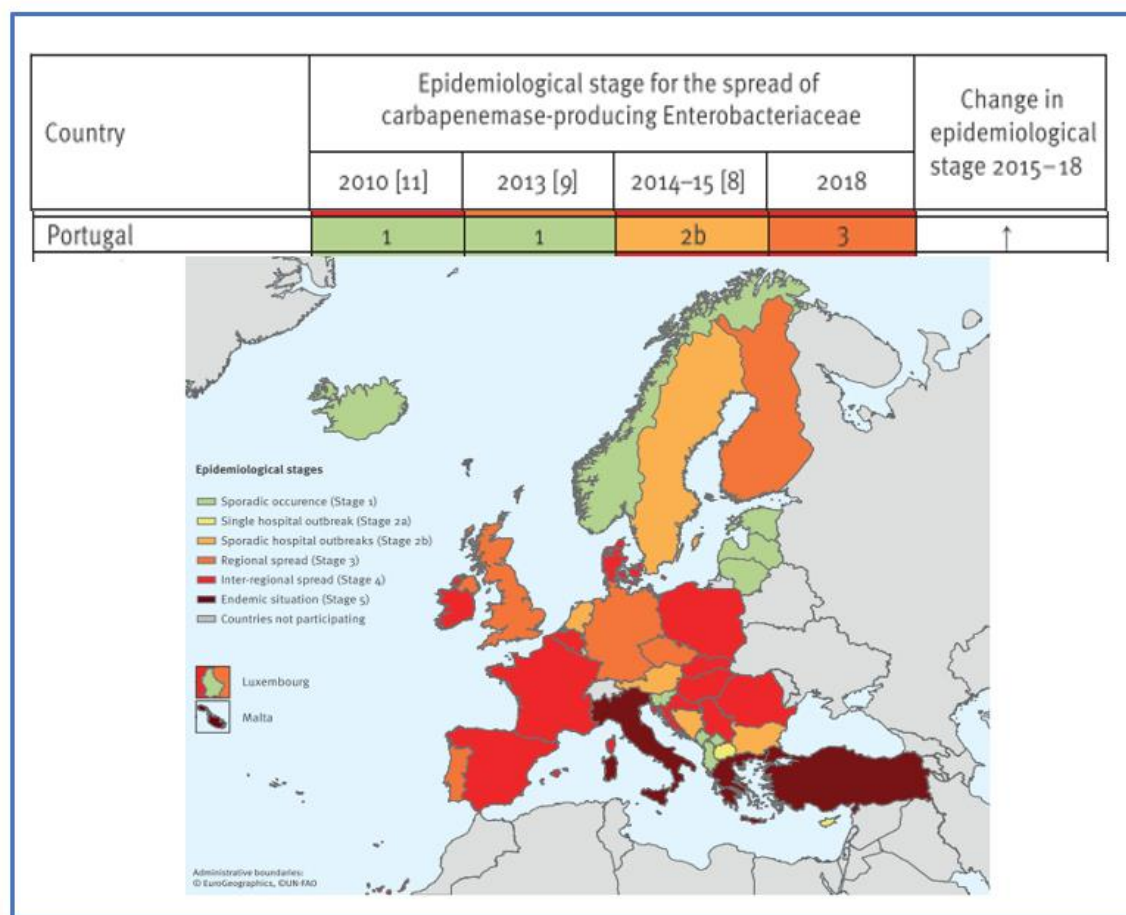 Country
Epidemiological stage for the spread of
carbapenemase-producing Enterobacteriaceae
Change in
epidemiological
stage 2015–18
2010 [11] 2013 [9] 2014–15 [8] 2018
Portugal 1 1 2b 3 ↑
Epidemiological stages
Sporadic occurence (Stage 1)
Single hospital outbreak (Stage 2a)
Sporadic hospital outbreaks (Stage 2b)
Regional spread (Stage 3)
Inter-regional spread (Stage 4)
Endemic situation (Stage 5)
Countries not participating
Luxembourg
Malta
Administrative boundaries:
© EuroGeographics, ©UN-FAO